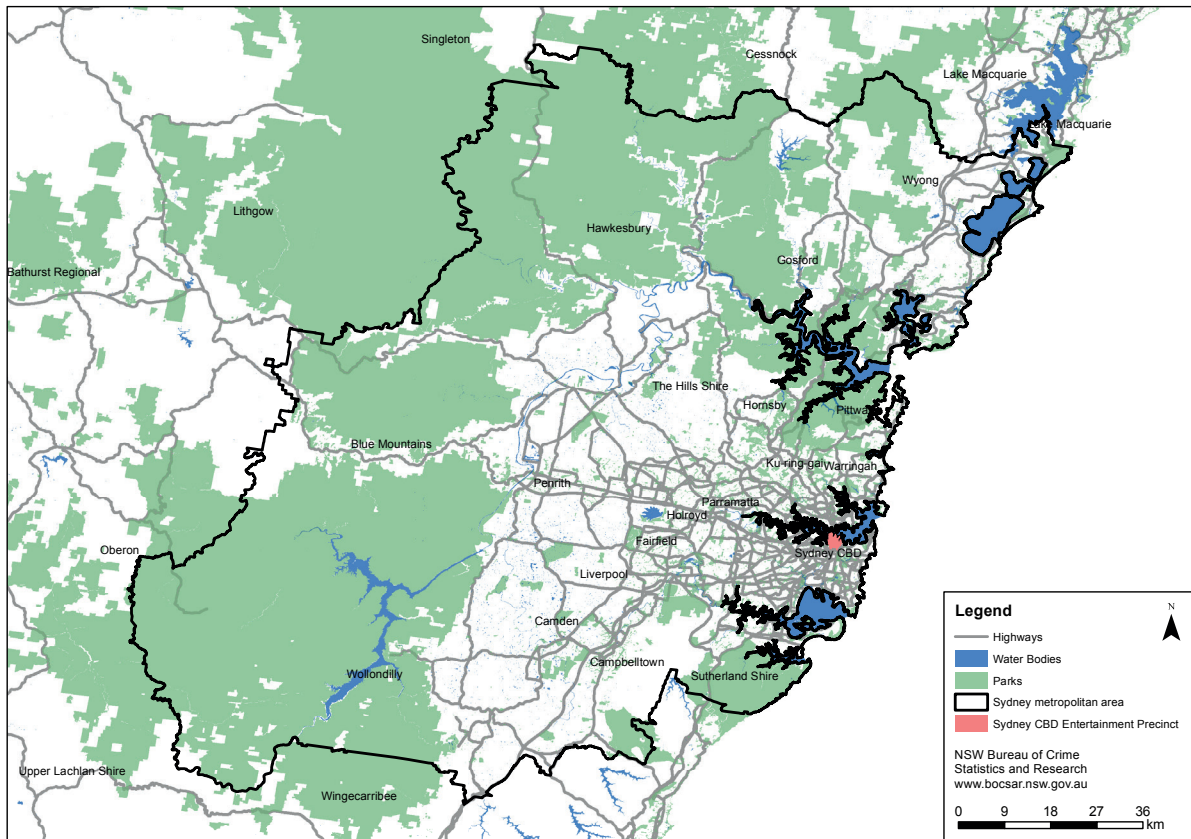 Singleton
Cessnock
Lake Macquarie
Lake Macquarie
Wyong
Lithgow
Hawkesbury
Gosford
Bathurst Regional
The Hills Shire
Hornsby
Pittwa
Blue Mountains
Ku-ring-gai
Warringah
Penrith
Parramatta
Holroyd
Fairfield
Sydney CBD
Oberon
Liverpool
Camden
Campbelltown
Wollondilly
Sutherland Shire
Upper Lachlan Shire
Wingecarribee
Legend
N
Highways
Water Bodies
Parks
Sydney metropolitan area
Sydney CBD Entertainment Precinct
NSW Bureau of Crime
Statistics and Research
www.bocsar.nsw.gov.au
0 9 18 27 36
km